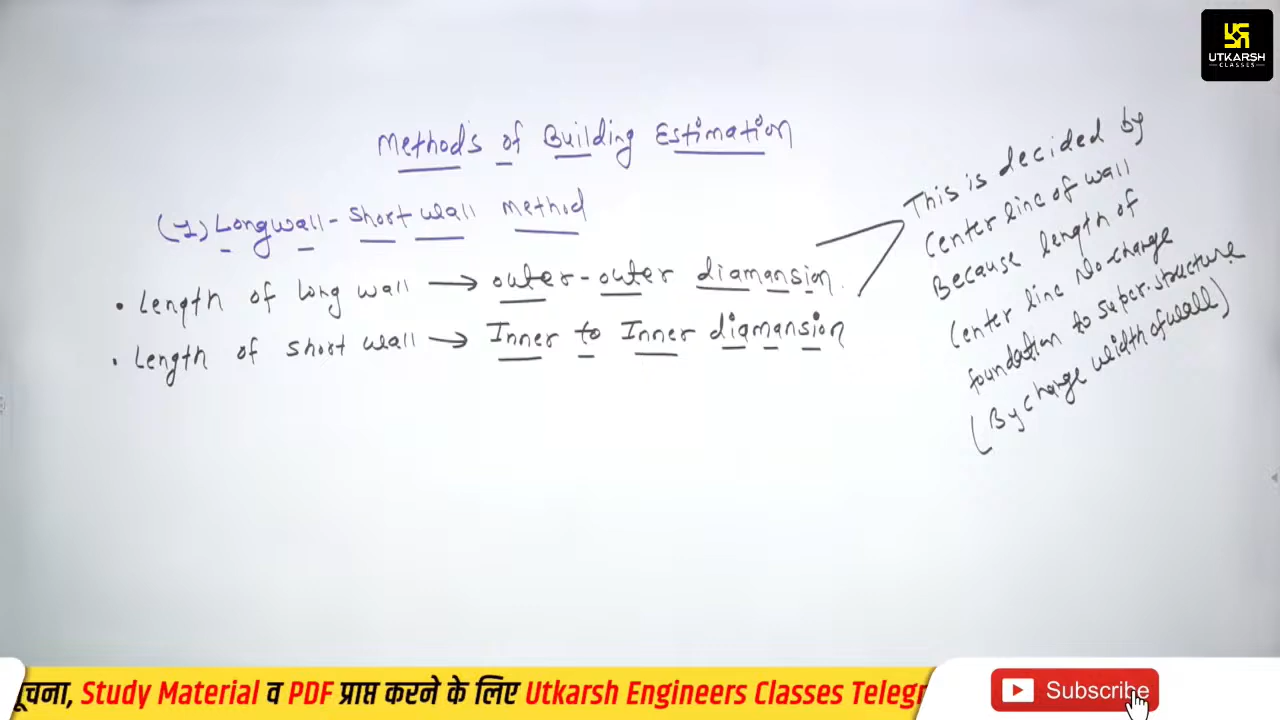 UTKARSH
CLASSES
Methods of Building Estimation
(1) Long wall - short wall method
• Length of long wall → outer-outer diamansion.
• Length of short wall → Inner to Inner diamansion
This is decided by
Center line of wall
Because length of
Center line No change
foundation to super.structure
(By change width of wall)
ूचना, Study Material व PDF प्राप्त करने के लिए Utkarsh Engineers Classes Telegr
Subscribe